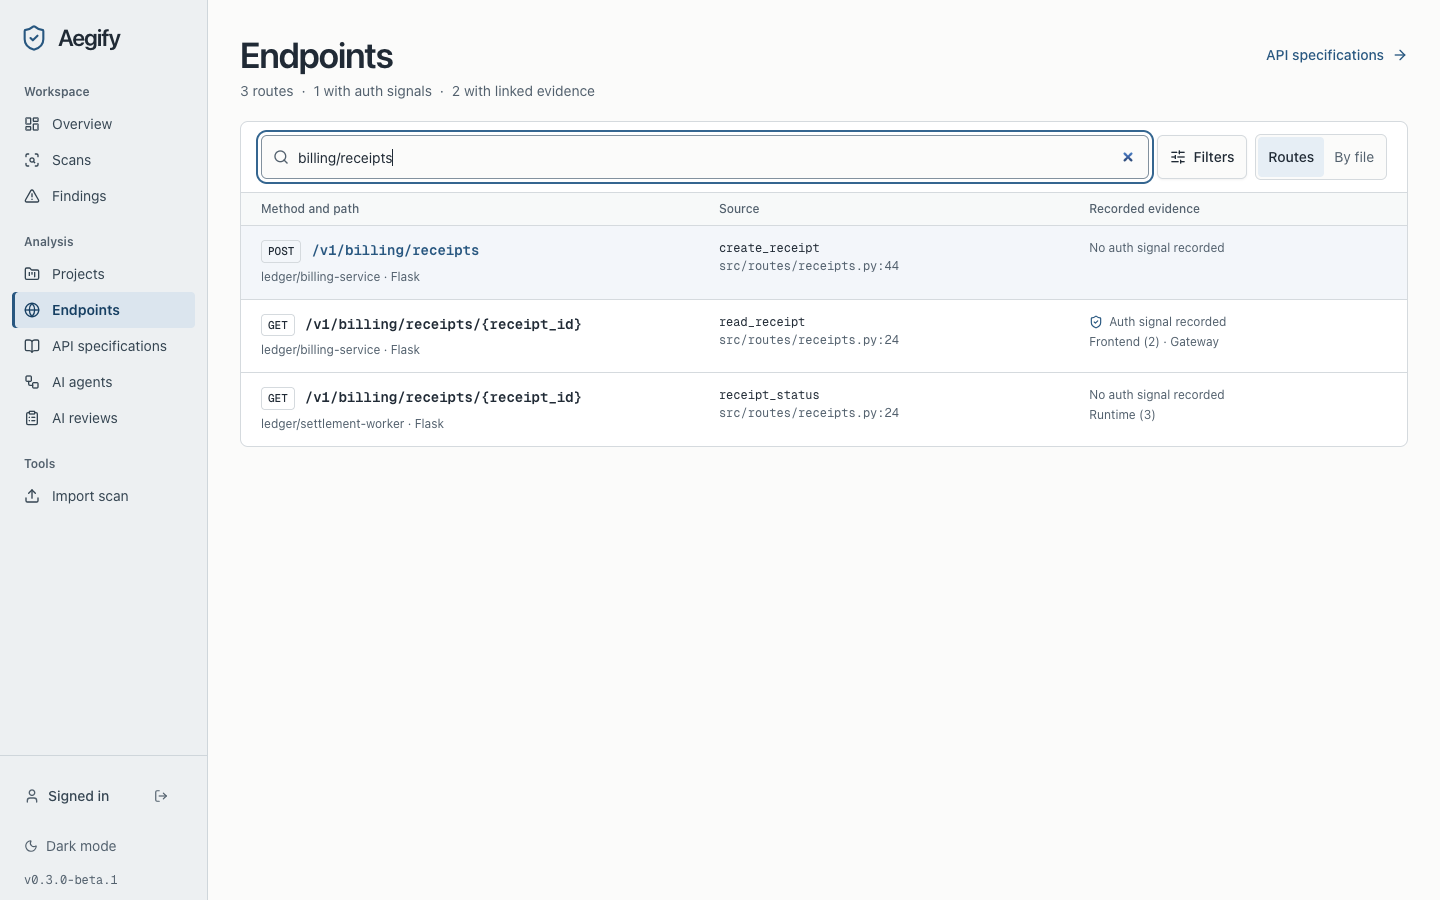 Aegify
Workspace
Overview
Scans
Findings
Analysis
Projects
Endpoints
API specifications
AI agents
AI reviews
Tools
Import scan
Signed in
Dark mode
v0.3.0-beta.1
Endpoints
API specifications
3 routes · 1 with auth signals · 2 with linked evidence
billing/receipts
Filters
Routes
By file
Method and path
Source
Recorded evidence
POST /v1/billing/receipts
ledger/billing-service · Flask
create_receipt
src/routes/receipts.py:44
No auth signal recorded
GET /v1/billing/receipts/{receipt_id}
ledger/billing-service · Flask
read_receipt
src/routes/receipts.py:24
Auth signal recorded
Frontend (2) · Gateway
GET /v1/billing/receipts/{receipt_id}
ledger/settlement-worker · Flask
receipt_status
src/routes/receipts.py:24
No auth signal recorded
Runtime (3)